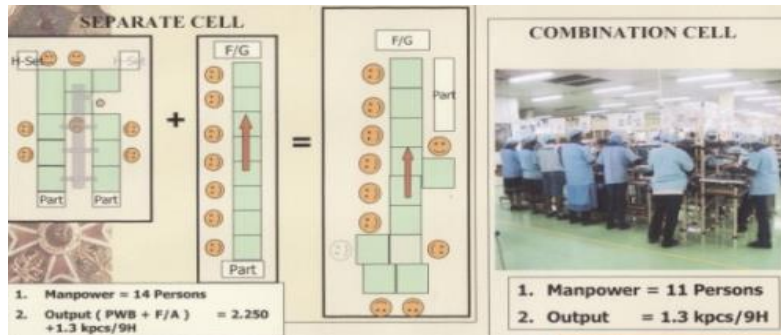 SEPARATE CELL
H-Set
H-Set
Part
Part
+
F/G
Part
=
F/G
Part
COMBINATION CELL
1. Manpower = 14 Persons
2. Output ( PWB + F/A ) = 2.250
+1.3 kpcs/9H
1. Manpower = 11 Persons
2. Output = 1.3 kpcs/9H